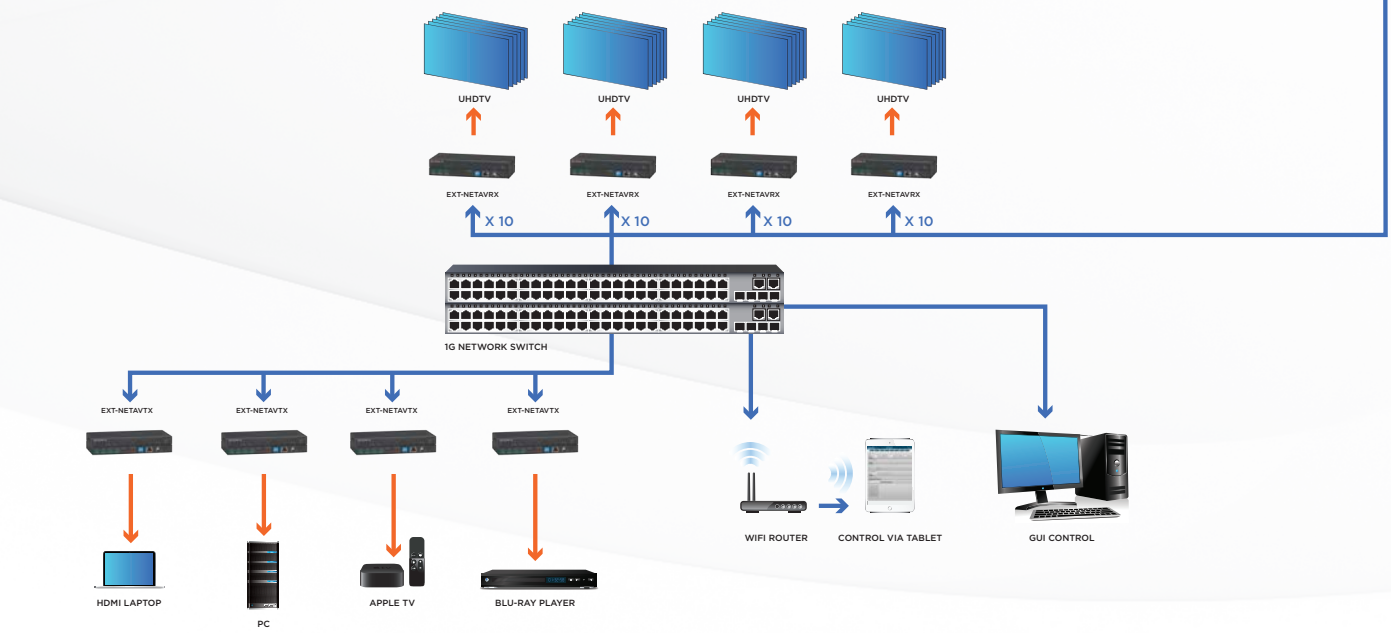 UHDTV UHDTV UHDTV UHDTV
EXT-NETAVRX EXT-NETAVRX EXT-NETAVRX EXT-NETAVRX
X 10 X 10 X 10 X 10
1G NETWORK SWITCH
EXT-NETAVTX EXT-NETAVTX EXT-NETAVTX EXT-NETAVTX
WIFI ROUTER CONTROL VIA TABLET GUI CONTROL
HDMI LAPTOP APPLE TV BLU-RAY PLAYER
PC